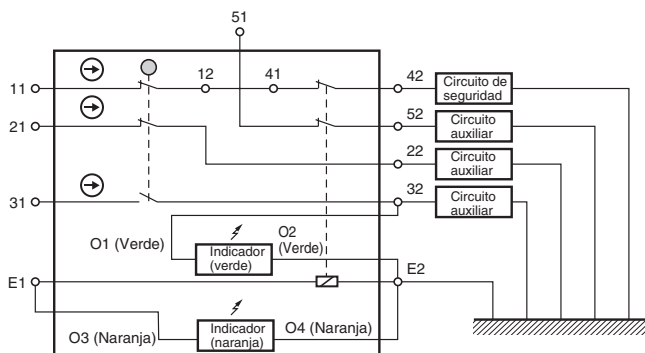 51
11
12
41
42
Circuito de
seguridad
21
52
Circuito
auxiliar
22
Circuito
auxiliar
31
32
Circuito
auxiliar
O1 (Verde)
O2
(Verde)
Indicador
(verde)
E1
E2
O3 (Naranja)
Indicador
(naranja)
O4 (Naranja)